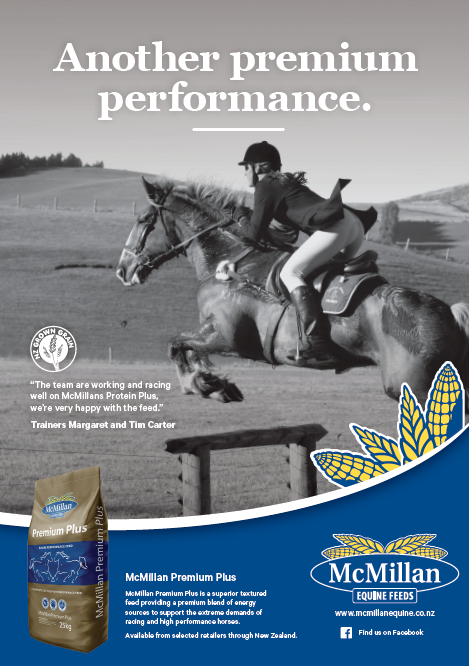 Another premium
performance.
NZ GROWN GRAIN
“The team are working and racing
well on McMillans Protein Plus,
we’re very happy with the feed.”
Trainers Margaret and Tim Carter
McMillan
Premium Plus
McMillan Premium Plus
25kg
McMillan Premium Plus
McMillan Premium Plus is a superior textured
feed providing a premium blend of energy
sources to support the extreme demands of
racing and high performance horses.
Available from selected retailers through New Zealand.
McMillan
EQUINE FEEDS
www.mcmillanequine.co.nz
f Find us on Facebook